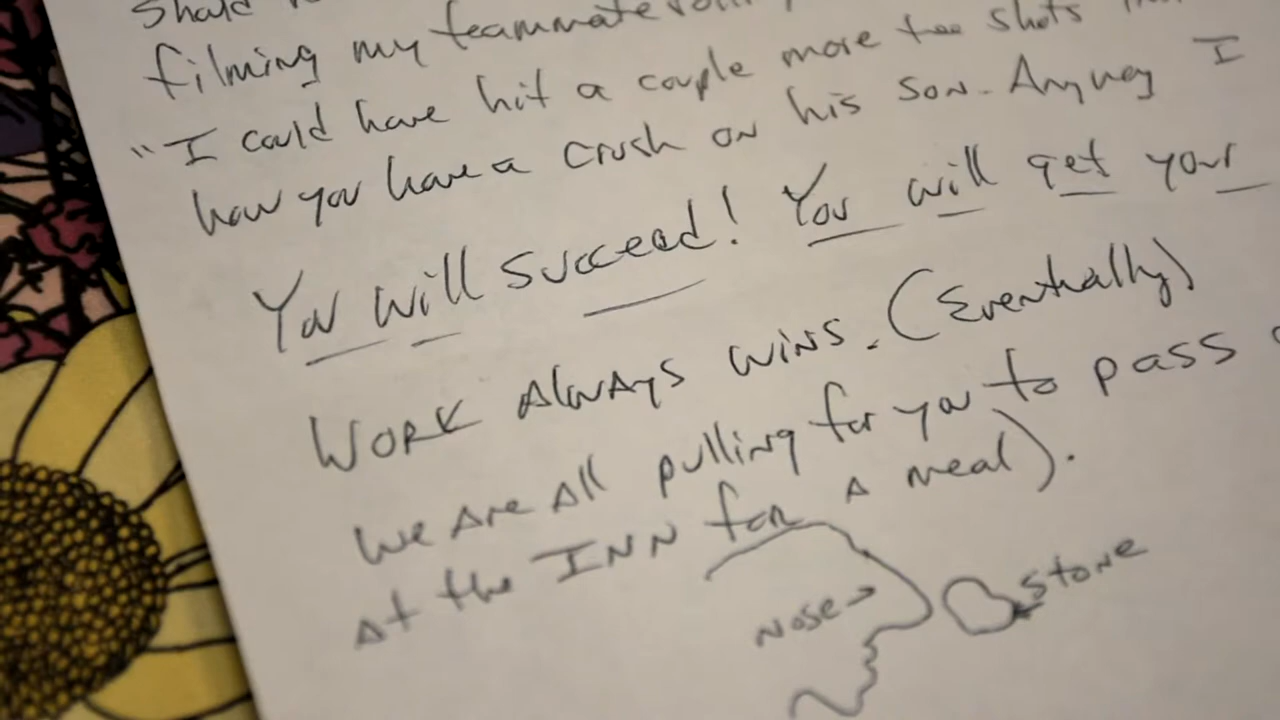 filming my teammate
"I could have hit a couple more too shots
how you have a crush on his son. Anyway I
You will succeed! You will get your
WORK Always wins. (Eventually)
We Are All pulling for you to pass
At the INN for A meal).
Nose
Stone